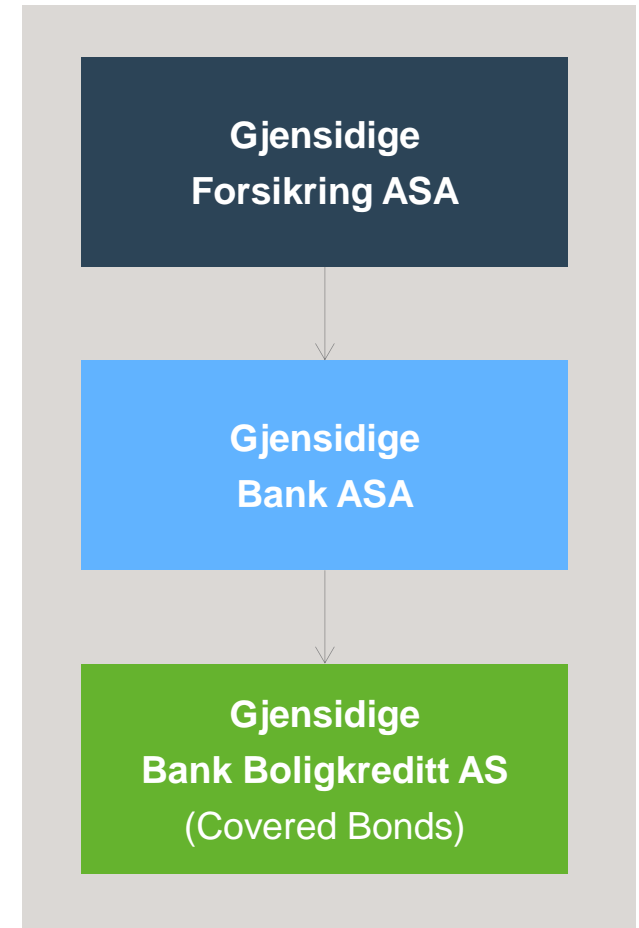 Gjensidige
Forsikring ASA
Gjensidige
Bank ASA
Gjensidige
Bank Boligkreditt AS
(Covered Bonds)